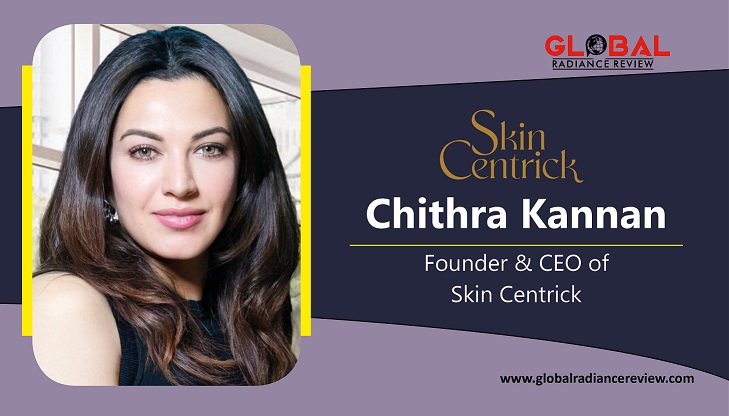 GLOBAL
RADIANCE REVIEW
Skin
Centrick
Chithra Kannan
Founder & CEO of
Skin Centrick
www.globalradiancereview.com